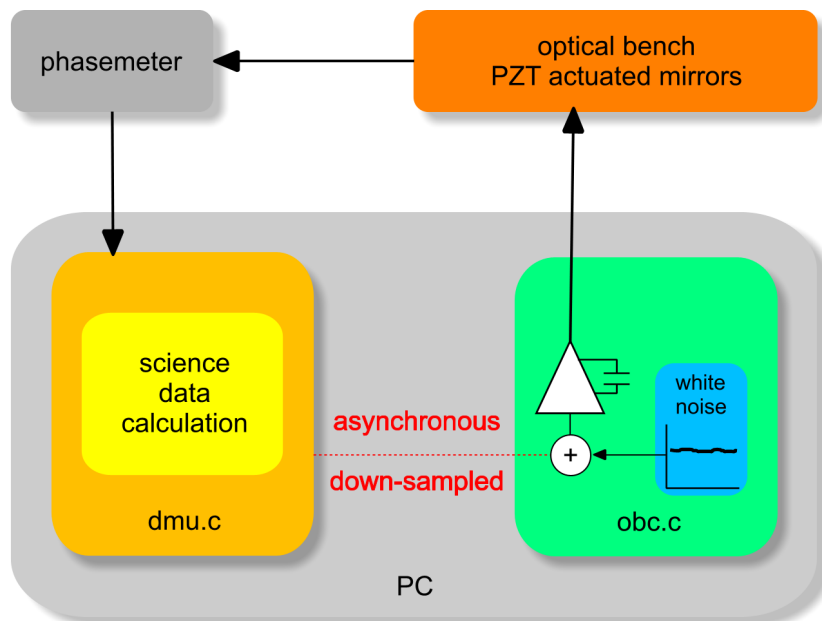 phasemeter
optical bench
PZT actuated mirrors
science
data
calculation
dmu.c
asynchronous
down-sampled
+
white
noise
obc.c
PC